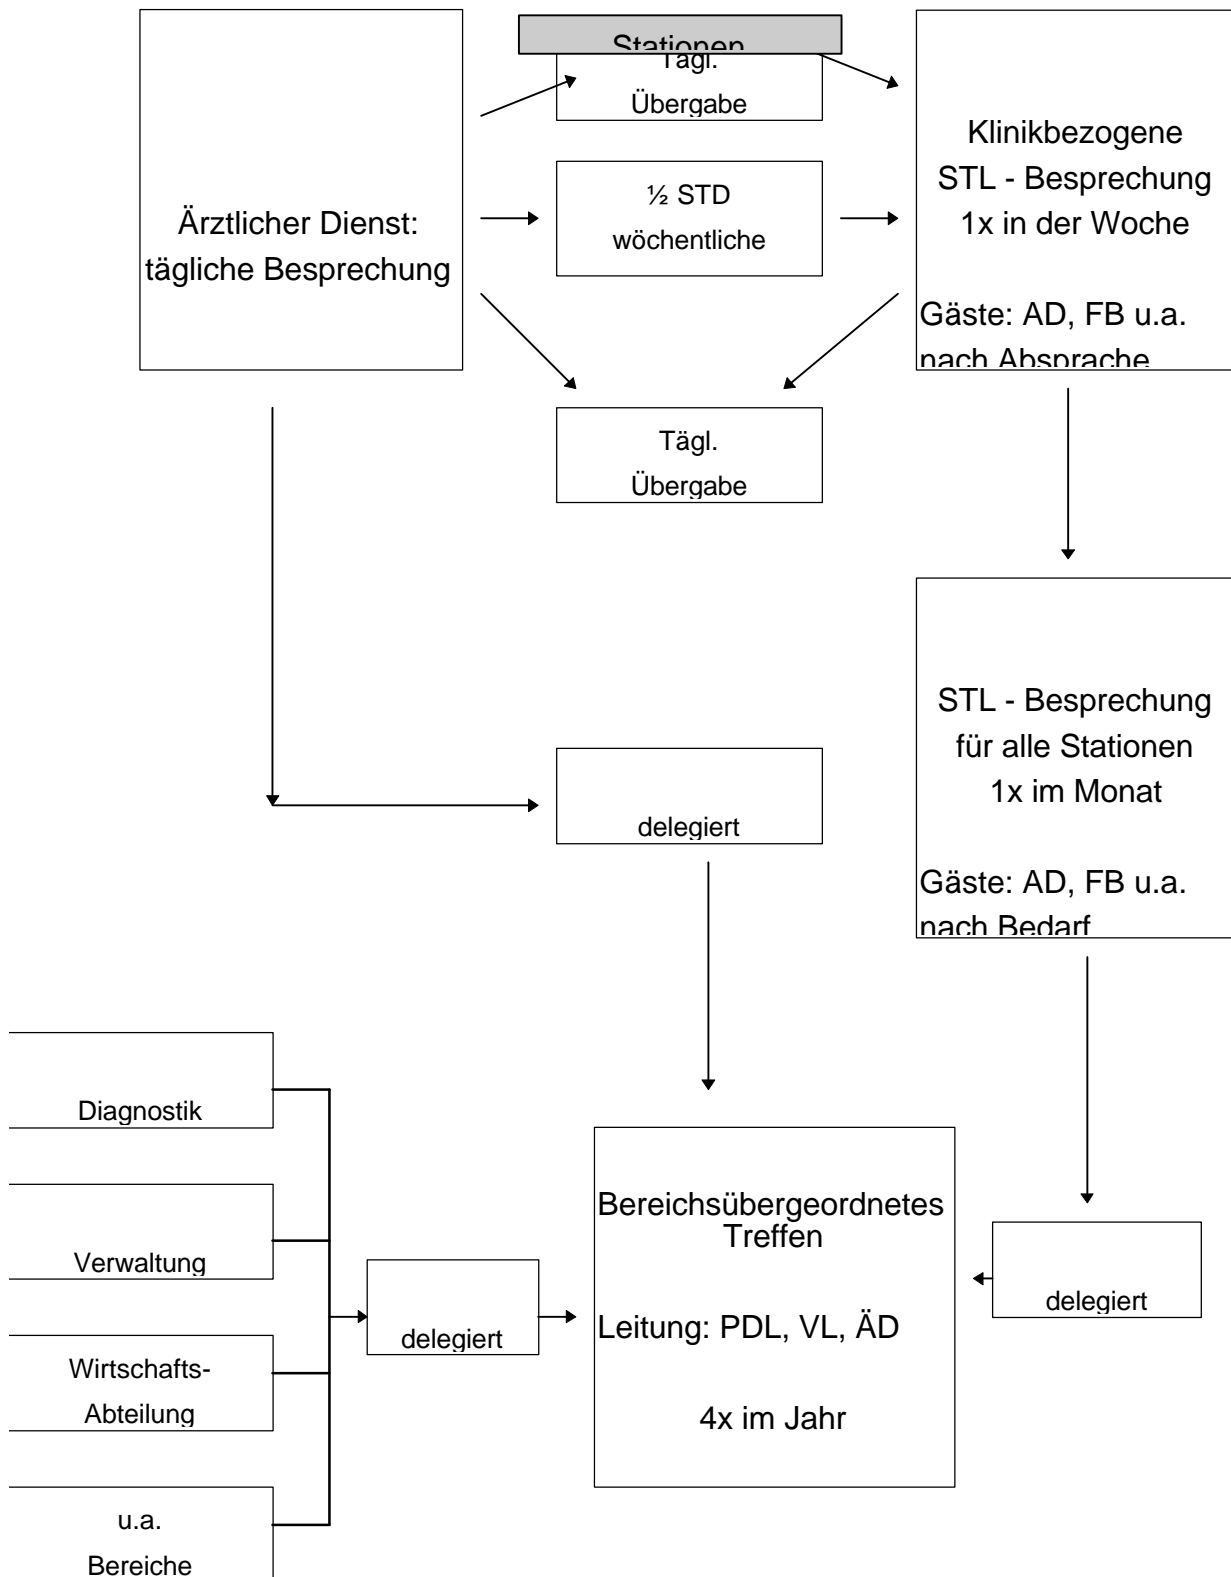 Stationen
Tägl.
Übergabe
Ärztlicher Dienst:
tägliche Besprechung
½ STD
wöchentliche
Klinikbezogene
STL - Besprechung
1x in der Woche
Gäste: AD, FB u.a.
nach Absprache
Tägl.
Übergabe
STL - Besprechung
für alle Stationen
1x im Monat
Gäste: AD, FB u.a.
nach Bedarf
delegiert
Diagnostik
Verwaltung
Wirtschafts-
Abteilung
u.a.
Bereiche
delegiert
Bereichsübergeordnetes
Treffen
Leitung: PDL, VL, ÄD
4x im Jahr
delegiert